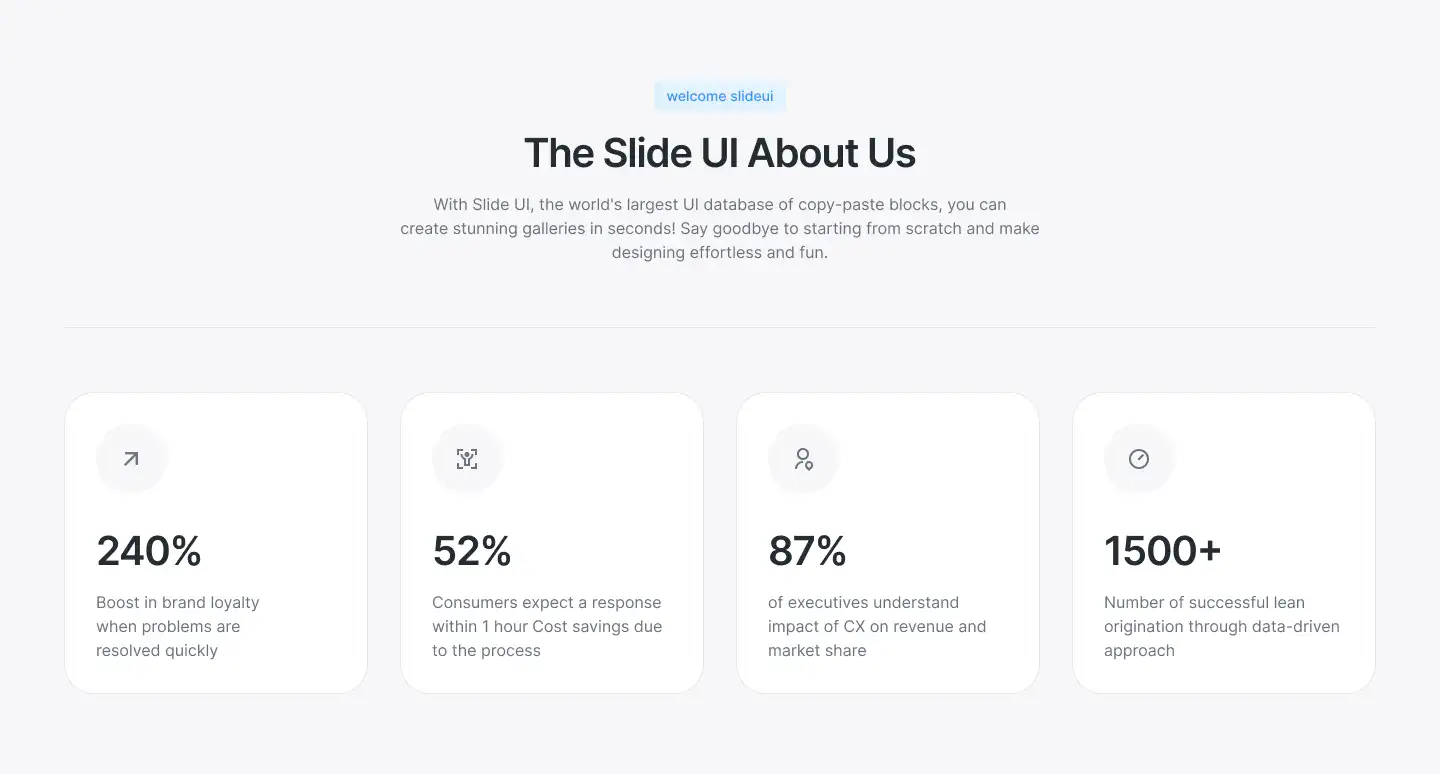 welcome slideui
The Slide UI About Us
With Slide UI, the world's largest UI database of copy-paste blocks, you can
create stunning galleries in seconds! Say goodbye to starting from scratch and make
designing effortless and fun.
240%
Boost in brand loyalty
when problems are
resolved quickly
52%
Consumers expect a response
within 1 hour Cost savings due
to the process
87%
of executives understand
impact of CX on revenue and
market share
1500+
Number of successful lean
origination through data-driven
approach